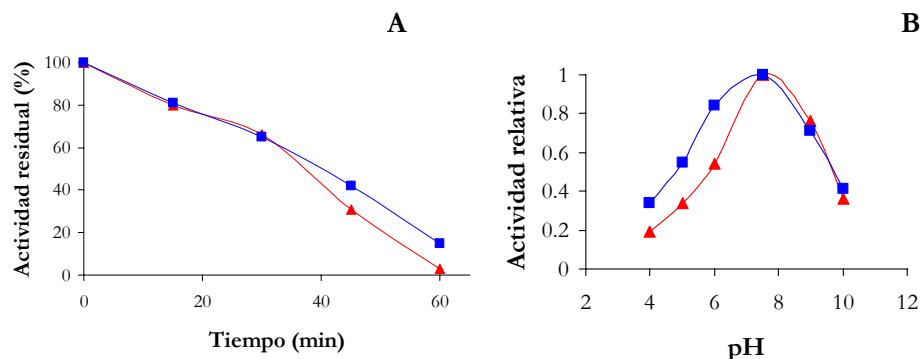 A
Actividad residual (%)
100
80
60
40
20
0
0 20 40 60
Tiempo (min)
B
Actividad relativa
1
0.8
0.6
0.4
0.2
0
2 4 6 8 10 12
pH